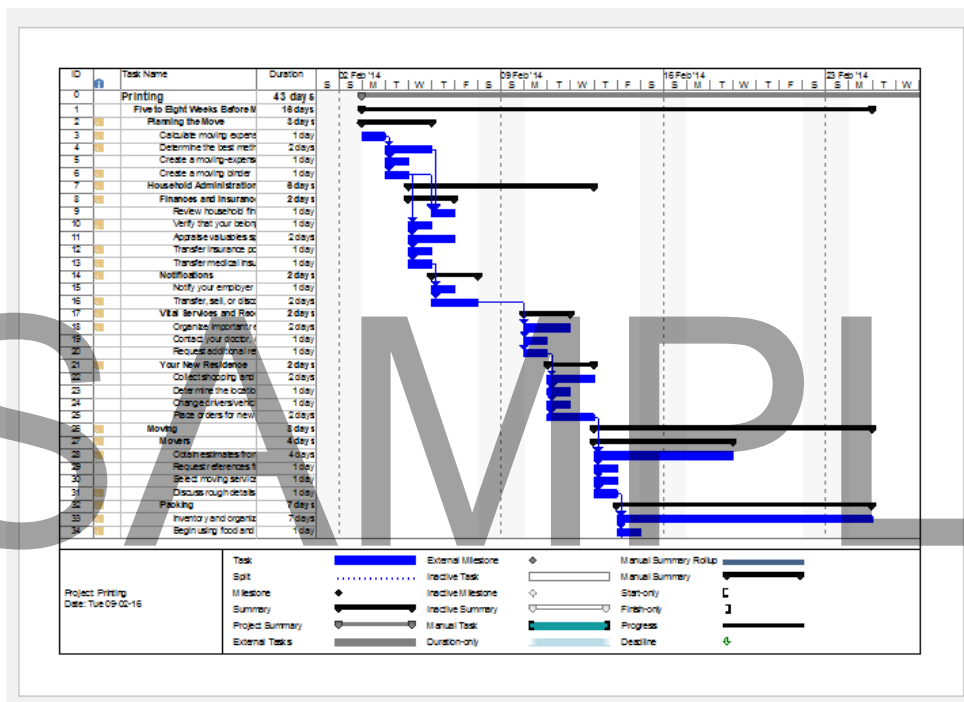 ID Task Name Duration 02 Feb '14 09 Feb '14 16 Feb '14 23 Feb '14
S S M T W T F S S M T W T F S S M T W T F S S M T W
0 Printing 43 days
1 Five to Eight Weeks Before M 16 days
2 Planning the Move 3 days
3 Calculate moving expens 1 day
4 Determine the best meth 2 days
5 Create a moving-expens 1 day
6 Create a moving binder 1 day
7 Household Administration 6 days
8 Finances and Insuranc 2 days
9 Review household fin 1 day
10 Verify that your belon 1 day
11 Appraise valuables s 2 days
12 Transfer insurance po 1 day
13 Transfer medical insu 1 day
14 Notifications 2 days
15 Notify your employer 1 day
16 Transfer, sell, or disco 2 days
17 Vital Services and Reo 2 days
18 Organize important re 2 days
19 Contact your doctor, 1 day
20 Request additional ref 1 day
21 Your New Residence 2 days
22 Collect shopping and 2 days
23 Determine the locatio 1 day
24 Change drivers/vehic 1 day
25 Place orders for new 2 days
26 Moving 8 days
27 Movers 4 days
28 Obtain estimates from 4 days
29 Request references f 1 day
30 Select moving service 1 day
31 Discuss rough details 1 day
32 Packing 7 days
33 Inventory and organiz 7 days
34 Begin using food and 1 day
SAMPL
Project: Printing
Date: Tue 09-02-16
Task External Milestone Manual Summary Rollup
Split Inactive Task Manual Summary
Milestone Inactive Milestone Start-only
Summary Inactive Summary Finish-only
Project Summary Manual Task Progress
External Tasks Duration-only Deadline